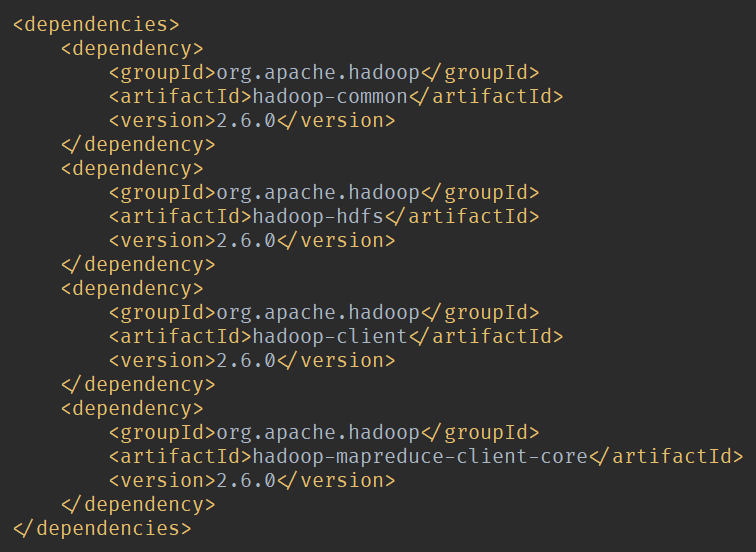 <dependencies>
<dependency>
<groupId>org.apache.hadoop</groupId>
<artifactId>hadoop-common</artifactId>
<version>2.6.0</version>
</dependency>
<dependency>
<groupId>org.apache.hadoop</groupId>
<artifactId>hadoop-hdfs</artifactId>
<version>2.6.0</version>
</dependency>
<dependency>
<groupId>org.apache.hadoop</groupId>
<artifactId>hadoop-client</artifactId>
<version>2.6.0</version>
</dependency>
<dependency>
<groupId>org.apache.hadoop</groupId>
<artifactId>hadoop-mapreduce-client-core</artifactId>
<version>2.6.0</version>
</dependency>
</dependencies>